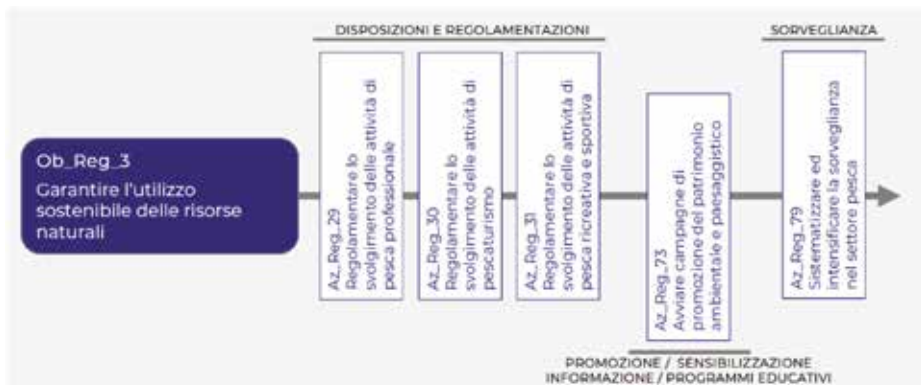 DISPOSIZIONI E REGOLAMENTAZIONI
SORVEGLIANZA
Ob_Reg_3
Garantire l'utilizzo
sostenibile delle risorse
naturali
Az_Reg_29
Regolamentare lo
svolgimento delle attività di
pesca professionale
Az_Reg_30
Regolamentare lo
svolgimento delle attività di
pescaturismo
Az_Reg_31
Regolamentare lo
svolgimento delle attività di
pesca ricreativa e sportiva
Az_Reg_73
Avviare campagne di
promozione del patrimonio
ambientale e paesaggistico
Az_Reg_79
Sistematizzare ed
intensificare la sorveglianza
nel settore pesca
PROMOZIONE / SENSIBILIZZAZIONE
INFORMAZIONE / PROGRAMMI EDUCATIVI